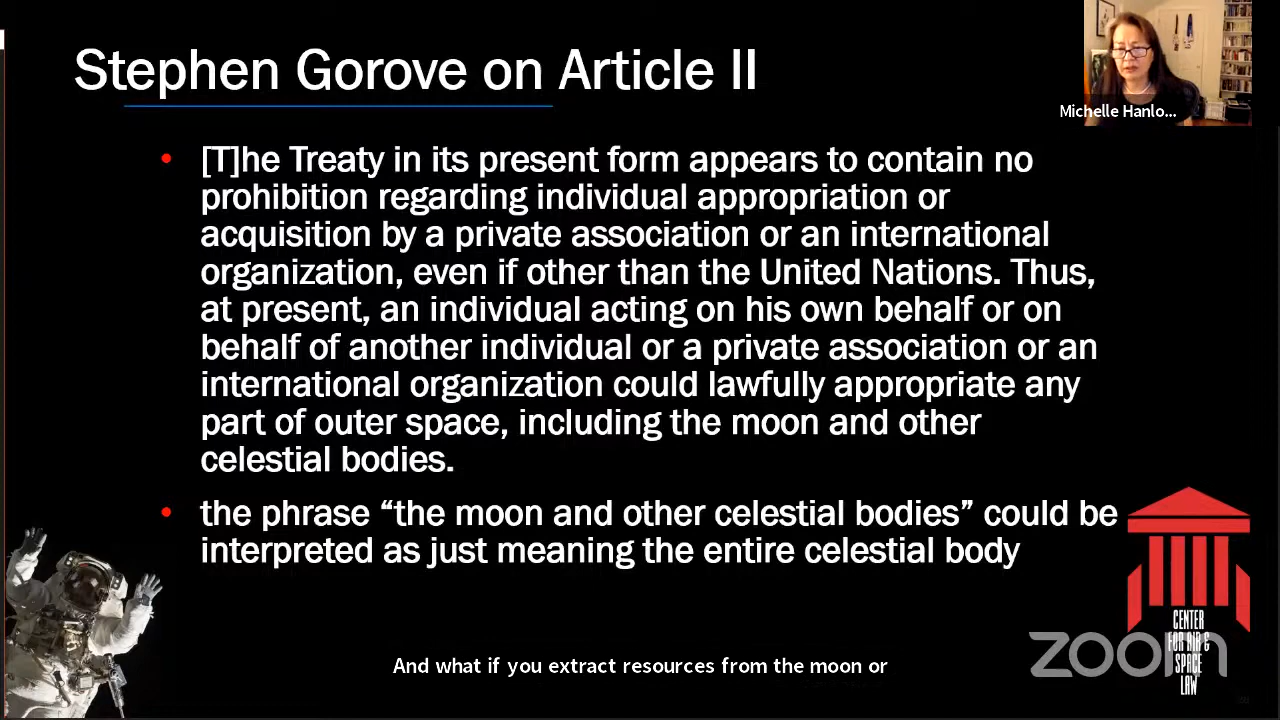 Stephen Gorove on Article II
Michelle Hanlo...
• [T]he Treaty in its present form appears to contain no
prohibition regarding individual appropriation or
acquisition by a private association or an international
organization, even if other than the United Nations. Thus,
at present, an individual acting on his own behalf or on
behalf of another individual or a private association or an
international organization could lawfully appropriate any
part of outer space, including the moon and other
celestial bodies.
• the phrase “the moon and other celestial bodies” could be
interpreted as just meaning the entire celestial body
CENTER
FOR AIR &
SPACE
LAW
zoom
And what if you extract resources from the moon or